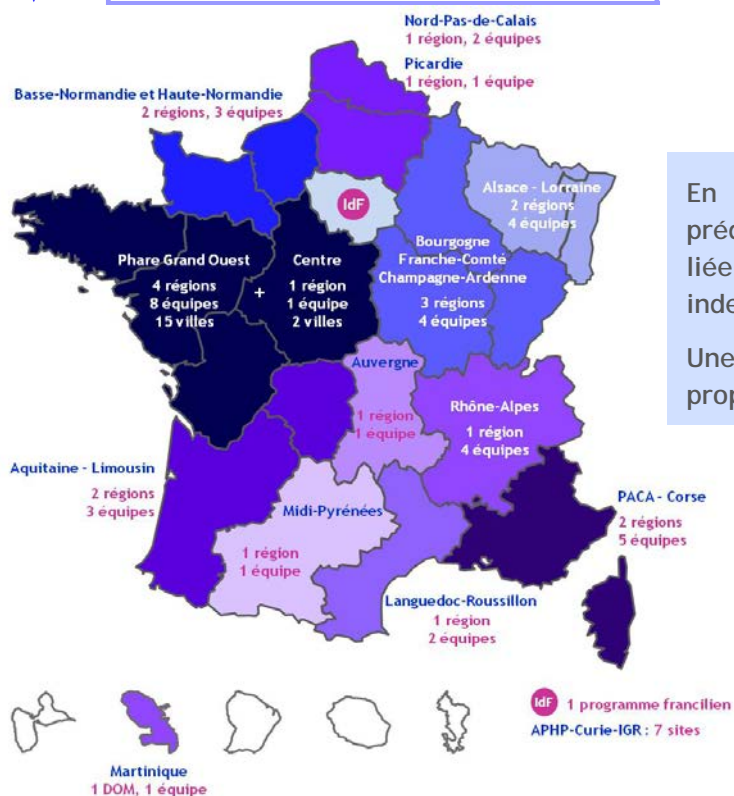 Nord-Pas-de-Calais
1 région, 2 équipes
Picardie
1 région, 1 équipe
Basse-Normandie et Haute-Normandie
2 régions, 3 équipes
IdF
Alsace - Lorraine
2 régions
4 équipes
Phare Grand Ouest
4 régions
8 équipes
15 villes
+
Centre
1 région
1 équipe
2 villes
Bourgogne
Franche-Comté
Champagne-Ardenne
3 régions
4 équipes
Auvergne
1 région
1 équipe
Rhône-Alpes
1 région
4 équipes
Aquitaine - Limousin
2 régions
3 équipes
Midi-Pyrénées
1 région
1 équipe
PACA - Corse
2 régions
5 équipes
Languedoc-Roussillon
1 région
2 équipes
Martinique
1 DOM, 1 équipe
IdF 1 programme francilien
APHP-Curie-IGR : 7 sites
En
liée
Une